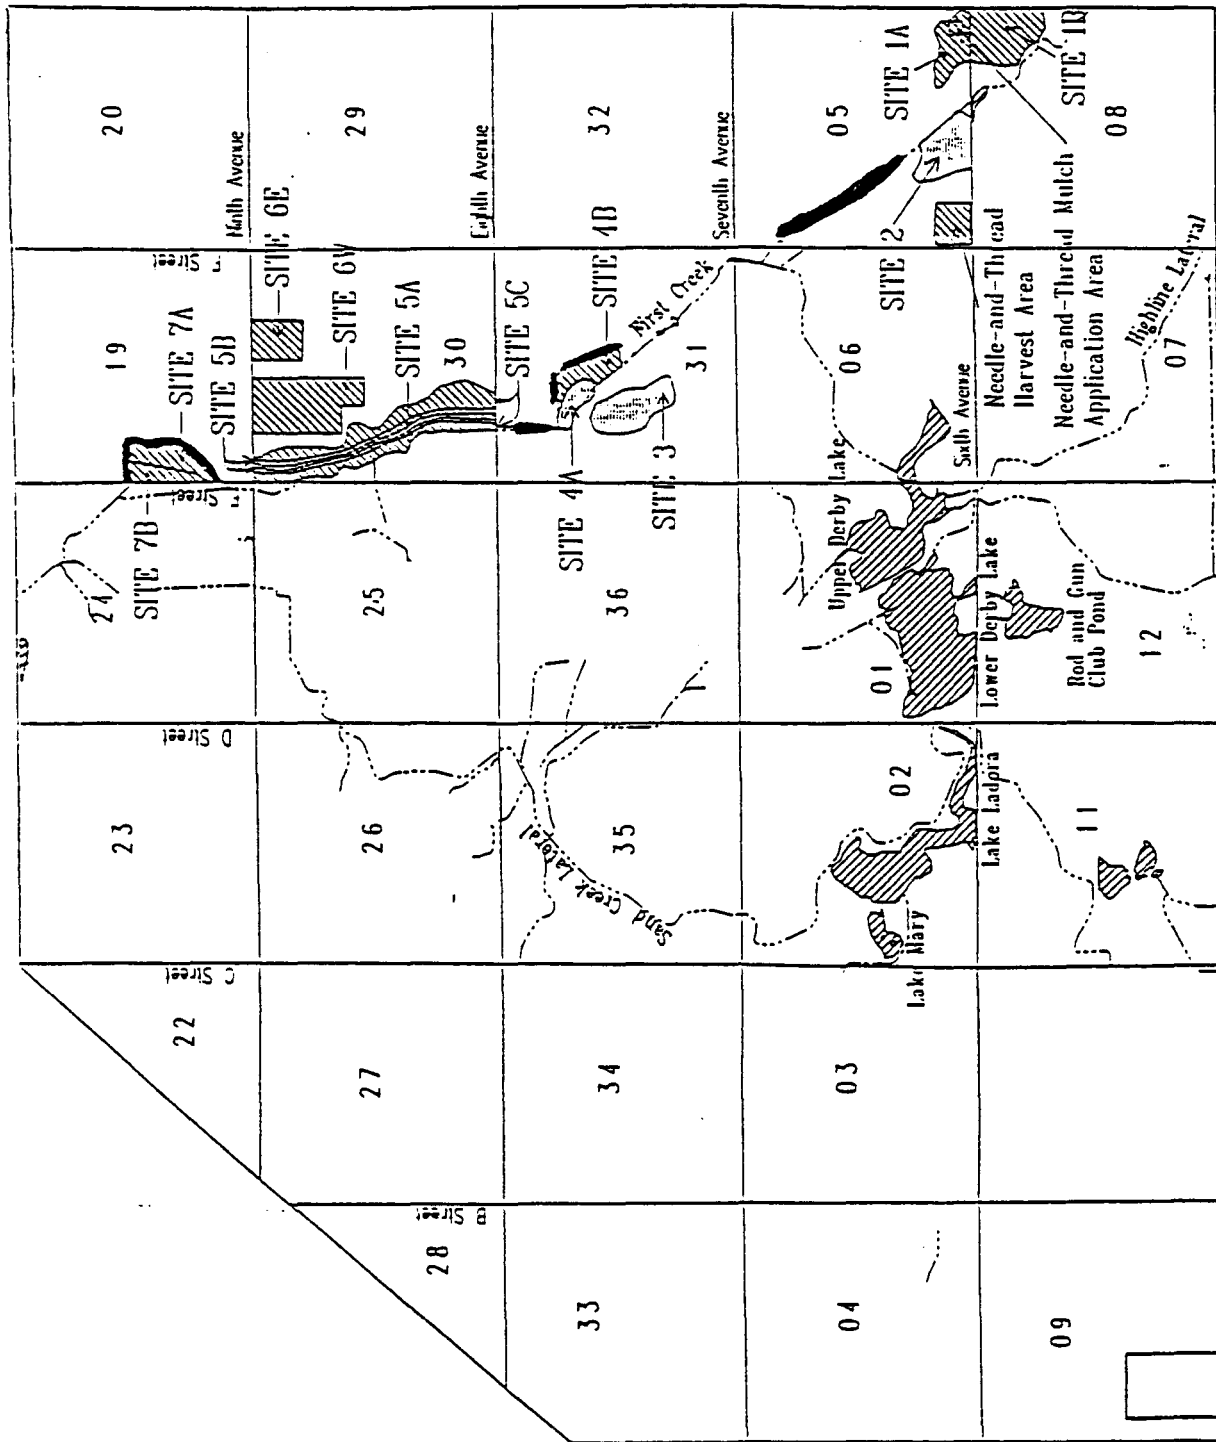 20
29
32
05
08
Ninth Avenue
Eighth Avenue
Seventh Avenue
Sixth Avenue
SITE 1A
SITE 1B
SITE 2
Needle-and-Thread
Harvest Area
Needle-and-Thread Mulch
Application Area
Highline Lateral
19
30
31
06
07
Street
SITE 7A
SITE 5B
SITE 6E
SITE 6W
SITE 5A
SITE 5C
SITE 4B
First Creek
SITE 4A
SITE 3
Street
SITE 7B
24
25
36
01
12
Upper Derby Lake
Lower Derby Lake
Rod and Gun
Club Pond
D Street
23
26
35
02
11
Sand Creek Lateral
Lake Ladora
Lake Mary
C Street
22
27
34
03
B Street
28
33
04
09